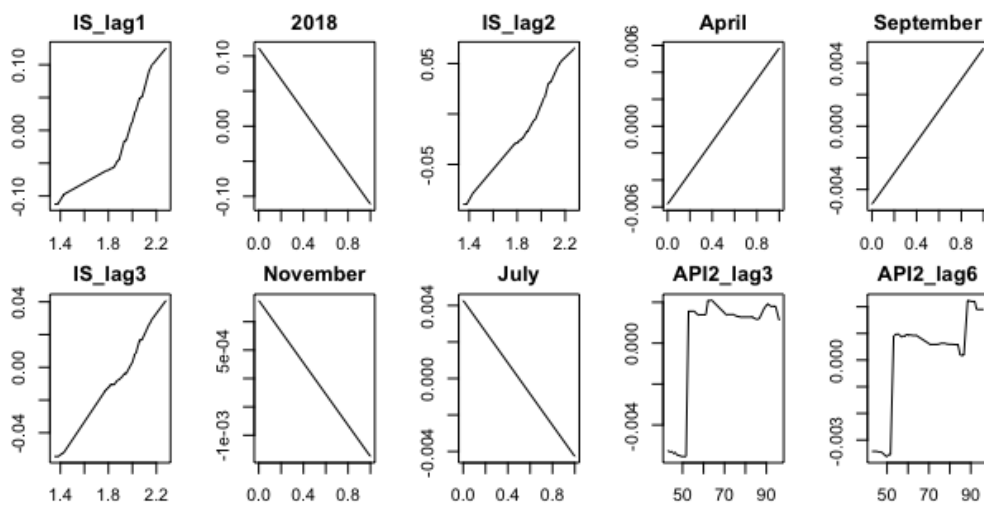 IS_lag1 2018 IS_lag2 April September
0.10 0.00 -0.10 0.10 0.00 -0.10 0.05 -0.05 0.006 0.000 -0.006 0.004 0.000 -0.004
1.4 1.8 2.2 0.0 0.4 0.8 1.4 1.8 2.2 0.0 0.4 0.8 0.0 0.4 0.8
IS_lag3 November July API2_lag3 API2_lag6
0.04 0.00 -0.04 5e-04 -1e-03 0.004 0.000 -0.004 0.000 -0.004 0.000 -0.003
1.4 1.8 2.2 0.0 0.4 0.8 0.0 0.4 0.8 50 70 90 50 70 90